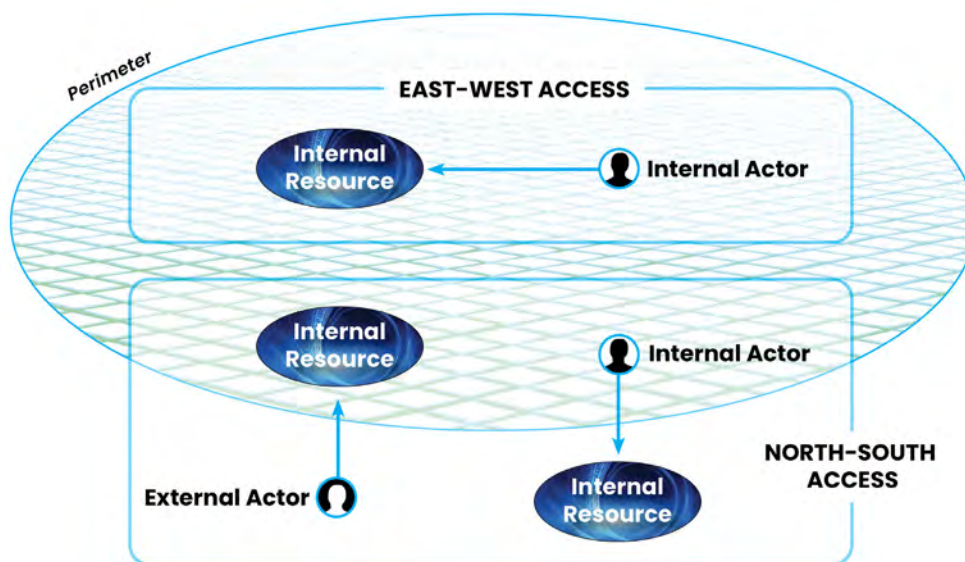 Perimeter
EAST-WEST ACCESS
Internal
Resource
Internal Actor
Internal
Resource
Internal Actor
NORTH-SOUTH
ACCESS
External Actor
Internal
Resource